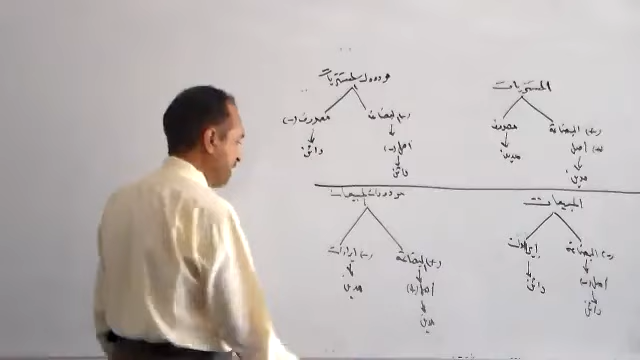 المشتريات
مردودات المشتريات
مصروف
(+) البضاعة
(+) أصل
مدين
مدين
مصروف (-)
(-) البضاعة
أصل (-)
دائن
دائن
المبيعات
مردودات المبيعات
إيرادات
(-) البضاعة
أصل (-)
دائن
دائن
(-) إيرادات
(+) البضاعة
أصل (+)
مدين
مدين